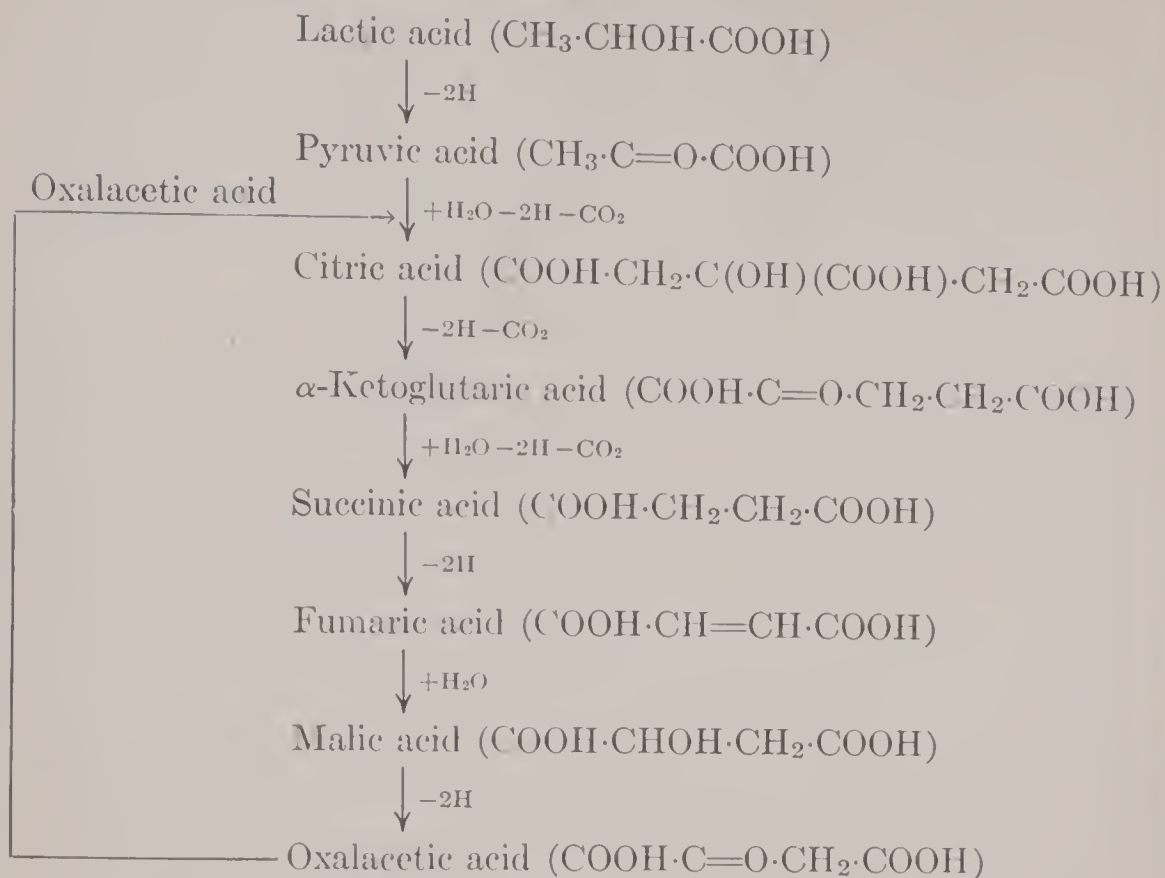 Lactic acid (CH₃·CHOH·COOH)
−2H
Pyruvic acid (CH₃·C═O·COOH)
Oxalacetic acid
+H₂O −2H −CO₂
Citric acid (COOH·CH₂·C(OH)(COOH)·CH₂·COOH)
−2H −CO₂
α-Ketoglutaric acid (COOH·C═O·CH₂·CH₂·COOH)
+H₂O −2H −CO₂
Succinic acid (COOH·CH₂·CH₂·COOH)
−2H
Fumaric acid (COOH·CH═CH·COOH)
+H₂O
Malic acid (COOH·CHOH·CH₂·COOH)
−2H
Oxalacetic acid (COOH·C═O·CH₂·COOH)